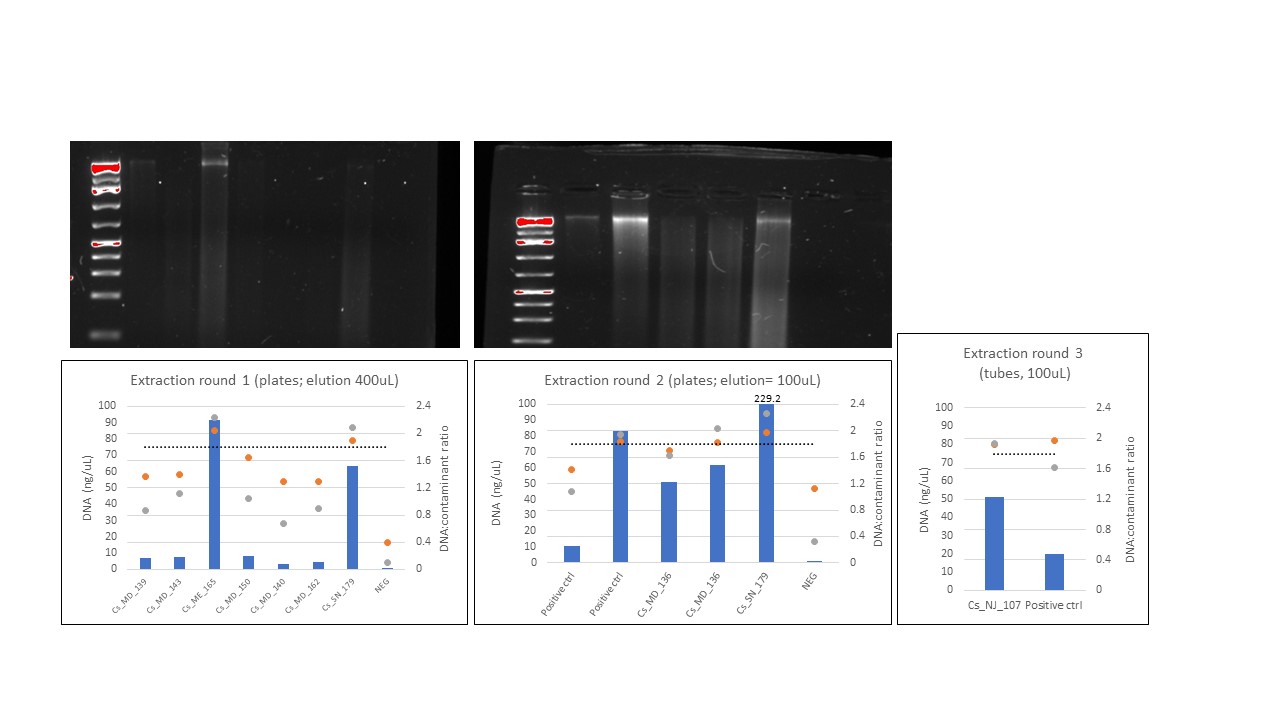 Extraction round 1 (plates; elution 400uL)
100
90
80
70
60
50
40
30
20
10
0
DNA (ng/uL)
2.4
2
1.6
1.2
0.8
0.4
0
DNA:contaminant ratio
Cs_MD_139
Cs_MD_143
Cs_ME_165
Cs_MD_150
Cs_MD_140
Cs_MD_162
Cs_SN_179
NEG
Extraction round 2 (plates; elution= 100uL)
229.2
100
90
80
70
60
50
40
30
20
10
0
DNA (ng/uL)
2.4
2
1.6
1.2
0.8
0.4
0
DNA:contaminant ratio
Positive ctrl
Positive ctrl
Cs_MD_136
Cs_MD_136
Cs_SN_179
NEG
Extraction round 3
(tubes, 100uL)
100
90
80
70
60
50
40
30
20
10
0
DNA (ng/uL)
2.4
2
1.6
1.2
0.8
0.4
0
DNA:contaminant ratio
Cs_NJ_107
Positive ctrl